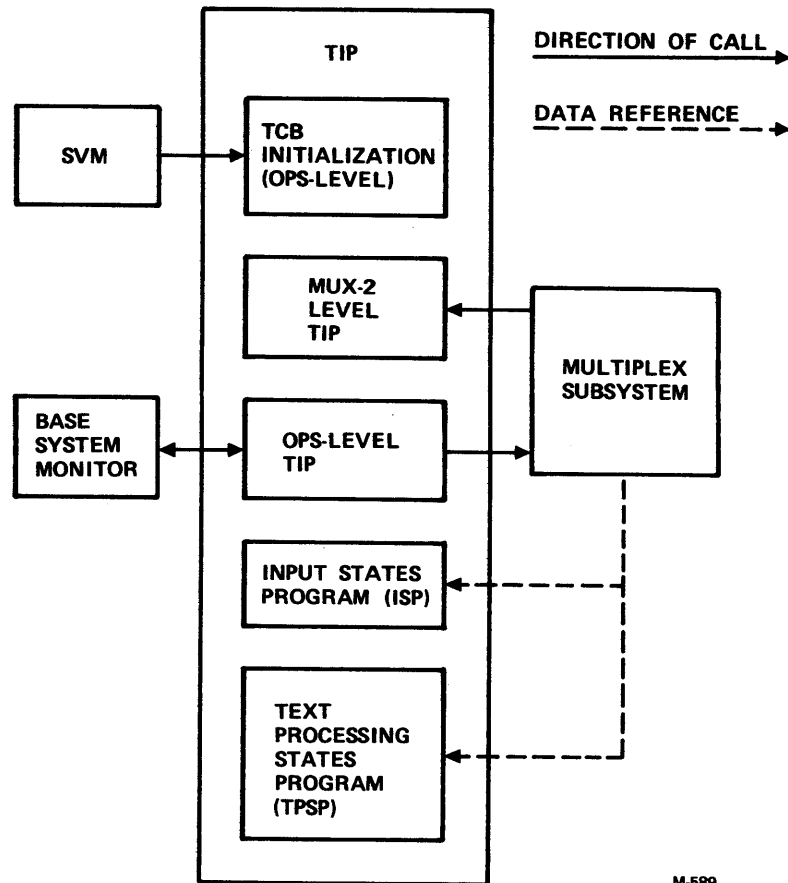 TIP
DIRECTION OF CALL
DATA REFERENCE
SVM
TCB
INITIALIZATION
(OPS-LEVEL)
MUX-2
LEVEL
TIP
MULTIPLEX
SUBSYSTEM
BASE
SYSTEM
MONITOR
OPS-LEVEL
TIP
INPUT STATES
PROGRAM (ISP)
TEXT
PROCESSING
STATES
PROGRAM
(TPSP)
M-589